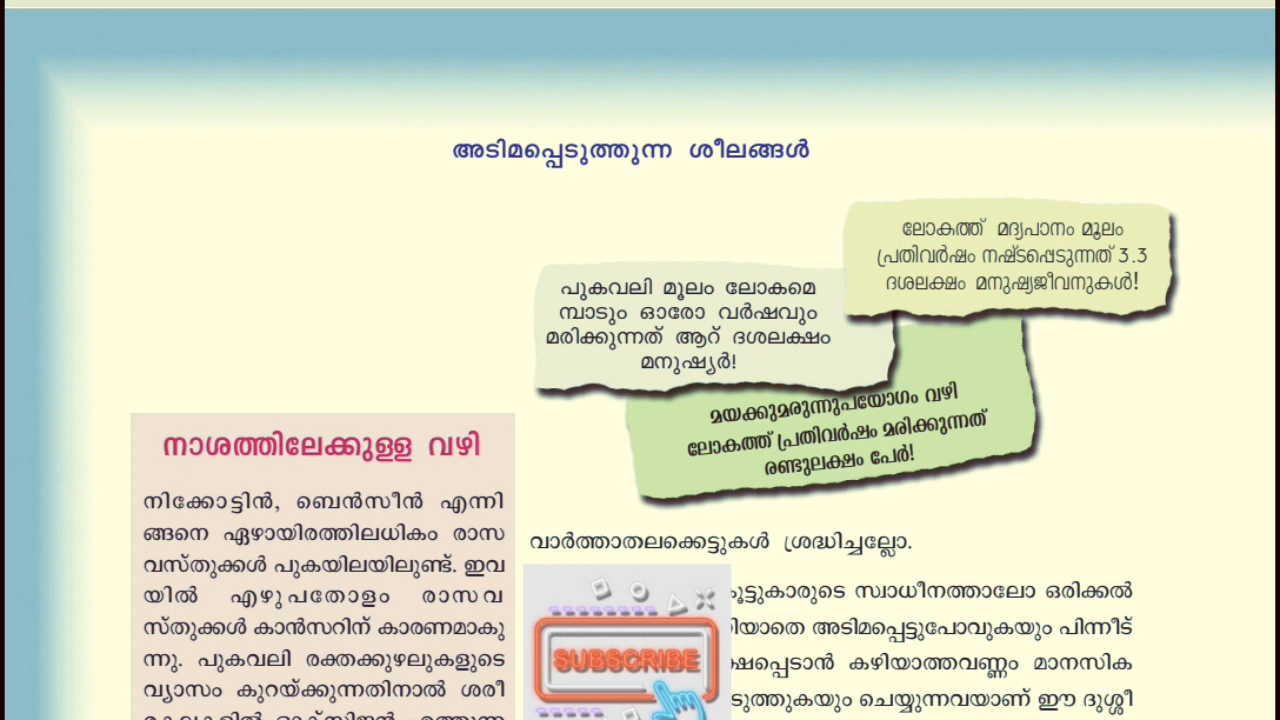 അടിമപ്പെടുത്തുന്ന ശീലങ്ങൾ
ലോകത്ത് മദ്യപാനം മൂലം
പ്രതിവർഷം നഷ്ടപ്പെടുന്നത് 3.3
ദശലക്ഷം മനുഷ്യജീവനുകൾ!
പുകവലി മൂലം ലോകമെ
മ്പാടും ഓരോ വർഷവും
മരിക്കുന്നത് ആറ് ദശലക്ഷം
മനുഷ്യർ!
മയക്കുമരുന്നുപയോഗം വഴി
ലോകത്ത് പ്രതിവർഷം മരിക്കുന്നത്
രണ്ടുലക്ഷം പേർ!
നാശത്തിലേക്കുള്ള വഴി
നിക്കോട്ടിൻ, ബെൻസീൻ എന്നി
ങ്ങനെ ഏഴായിരത്തിലധികം രാസ
വസ്തുക്കൾ പുകയിലയിലുണ്ട്. ഇവ
യിൽ എഴുപതോളം രാസവ
സ്തുക്കൾ കാൻസറിന് കാരണമാകു
ന്നു. പുകവലി രക്തക്കുഴലുകളുടെ
വ്യാസം കുറയ്ക്കുന്നതിനാൽ ശരീ
വാർത്താതലക്കെട്ടുകൾ ശ്രദ്ധിച്ചല്ലോ.
കൂട്ടുകാരുടെ സ്വാധീനത്താലോ ഒരിക്കൽ
അടിമപ്പെട്ടുപോവുകയും പിന്നീട്
കഴിയാത്തവണ്ണം മാനസിക
ചെയ്യുന്നവയാണ് ഈ ദുശ്ശീ
SUBSCRIBE